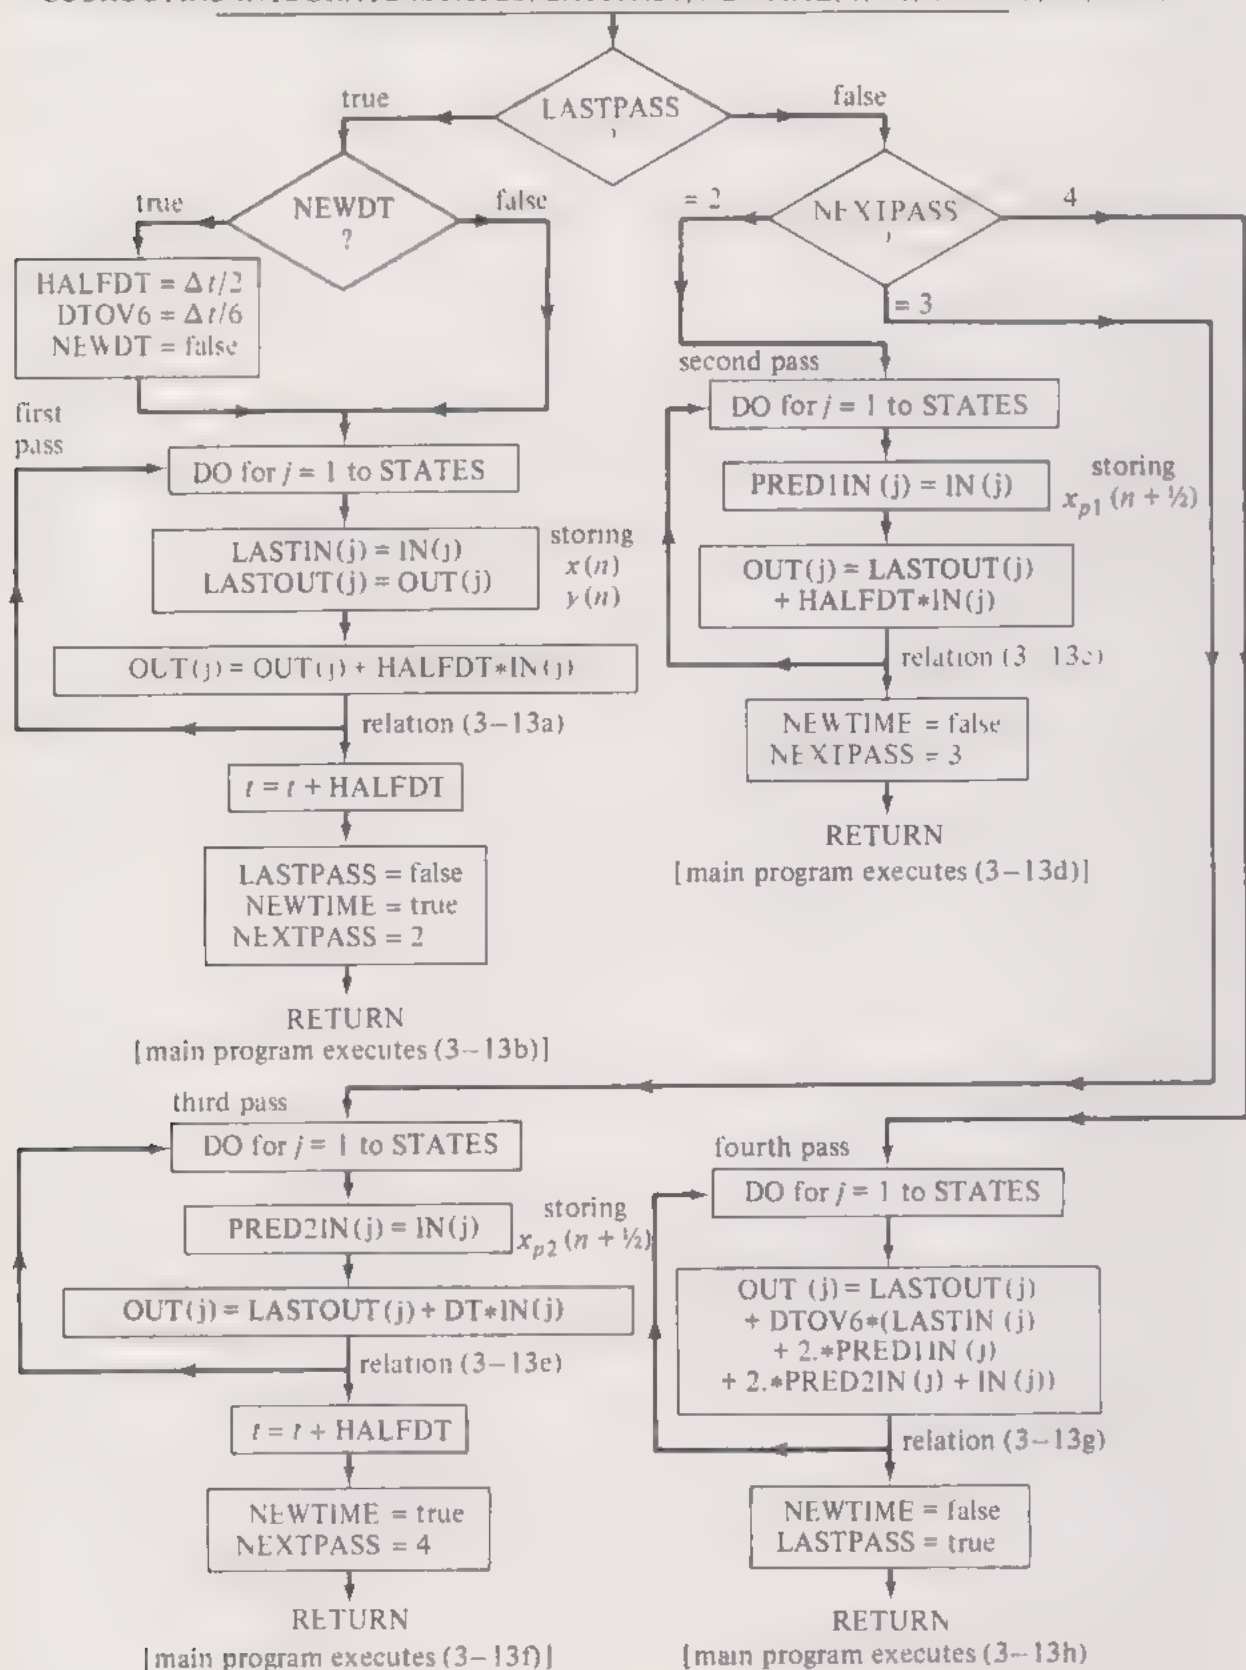 LASTPASS
?
true
false
NEWDT
?
true
false
HALFDT = Δt/2
DTOV6 = Δt/6
NEWDT = false
first
pass
DO for j = 1 to STATES
LASTIN(j) = IN(j)
LASTOUT(j) = OUT(j)
storing
x(n)
y(n)
OUT(j) = OUT(j) + HALFDT*IN(j)
relation (3–13a)
t = t + HALFDT
LASTPASS = false
NEWTIME = true
NEXTPASS = 2
RETURN
[main program executes (3–13b)]
NEXTPASS
?
= 2
4
= 3
second pass
DO for j = 1 to STATES
PRED1IN (j) = IN(j)
storing
x_{p1} (n + ½)
OUT(j) = LASTOUT(j)
+ HALFDT*IN(j)
relation (3 13c)
NEWTIME = false
NEXTPASS = 3
RETURN
[main program executes (3–13d)]
third pass
DO for j = 1 to STATES
PRED2IN(j) = IN(j)
storing
x_{p2} (n + ½)
OUT(j) = LASTOUT(j) + DT*IN(j)
relation (3–13e)
t = t + HALFDT
NEWTIME = true
NEXTPASS = 4
RETURN
[main program executes (3–13f)]
fourth pass
DO for j = 1 to STATES
OUT (j) = LASTOUT(j)
+ DTOV6*(LASTIN (j)
+ 2.*PRED1IN (j)
+ 2.*PRED2IN (j) + IN (j))
relation (3–13g)
NEWTIME = false
LASTPASS = true
RETURN
[main program executes (3–13h)